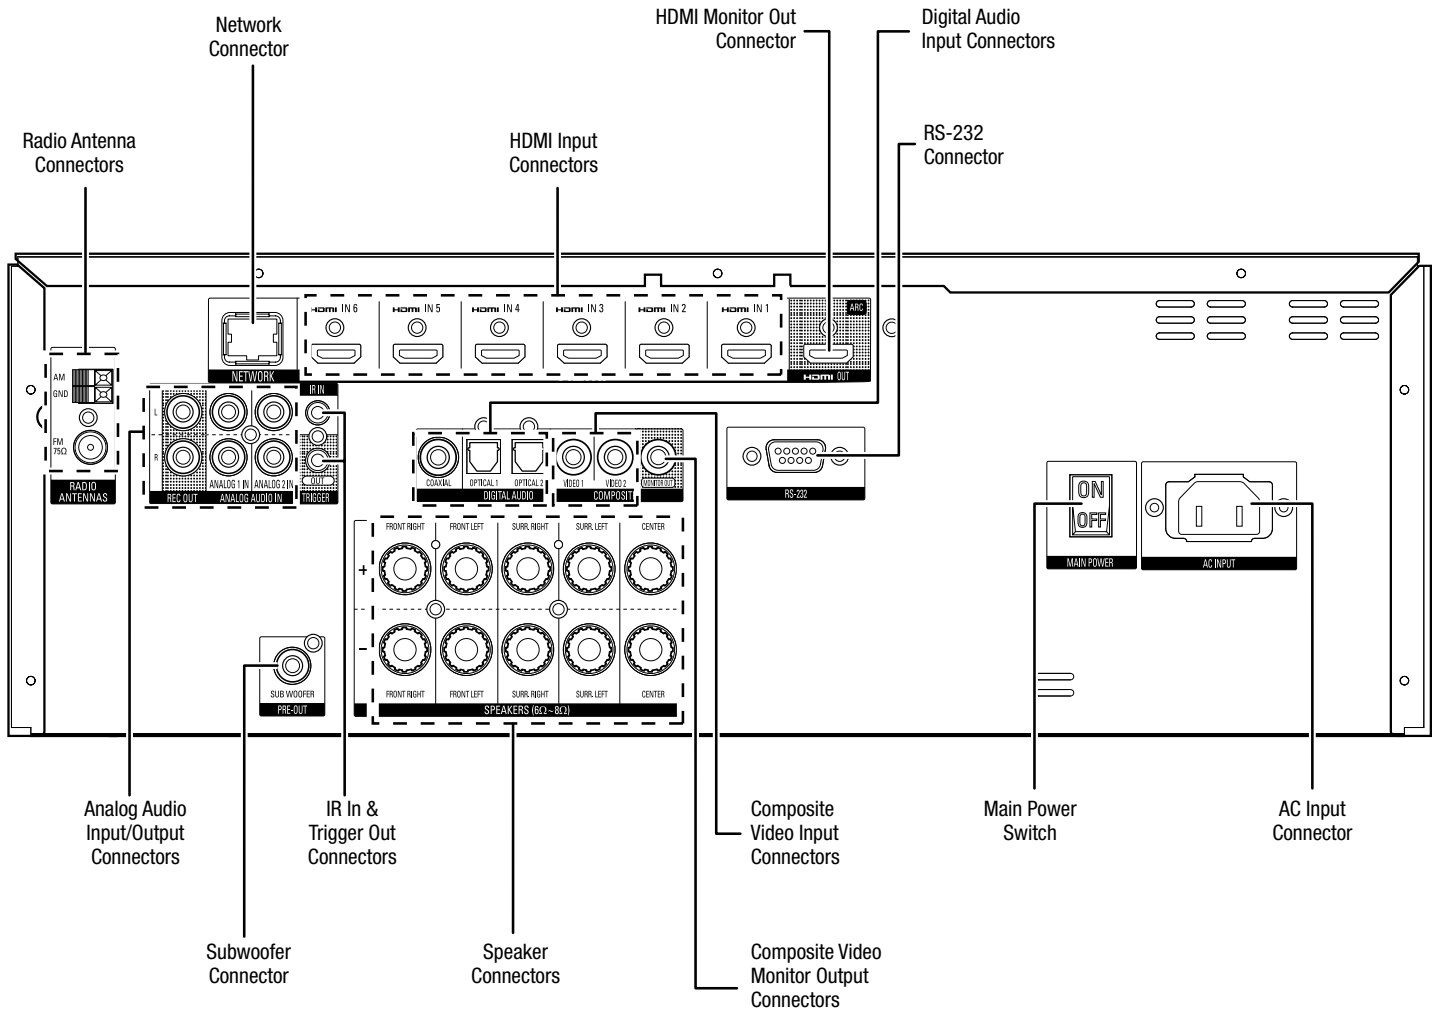 Network
Connector
HDMI Monitor Out
Connector
Digital Audio
Input Connectors
Radio Antenna
Connectors
HDMI Input
Connectors
RS-232
Connector
HDMI IN 6
HDMI IN 5
HDMI IN 4
HDMI IN 3
HDMI IN 2
HDMI IN 1
ARC
NETWORK
HDMI OUT
AM
GND
FM
75Ω
RADIO
ANTENNAS
L
R
REC OUT
ANALOG 1 IN
ANALOG 2 IN
ANALOG AUDIO IN
IR IN
OUT
TRIGGER
COAXIAL
OPTICAL 1
OPTICAL 2
DIGITAL AUDIO
VIDEO 1
VIDEO 2
COMPOSIT
MONITOR OUT
RS-232
ON
OFF
MAIN POWER
AC INPUT
FRONT RIGHT
FRONT LEFT
SURR. RIGHT
SURR. LEFT
CENTER
+
−
FRONT RIGHT
FRONT LEFT
SURR. RIGHT
SURR. LEFT
CENTER
SPEAKERS (6Ω~8Ω)
SUB WOOFER
PRE-OUT
Analog Audio
Input/Output
Connectors
IR In &
Trigger Out
Connectors
Composite
Video Input
Connectors
Main Power
Switch
AC Input
Connector
Subwoofer
Connector
Speaker
Connectors
Composite Video
Monitor Output
Connectors